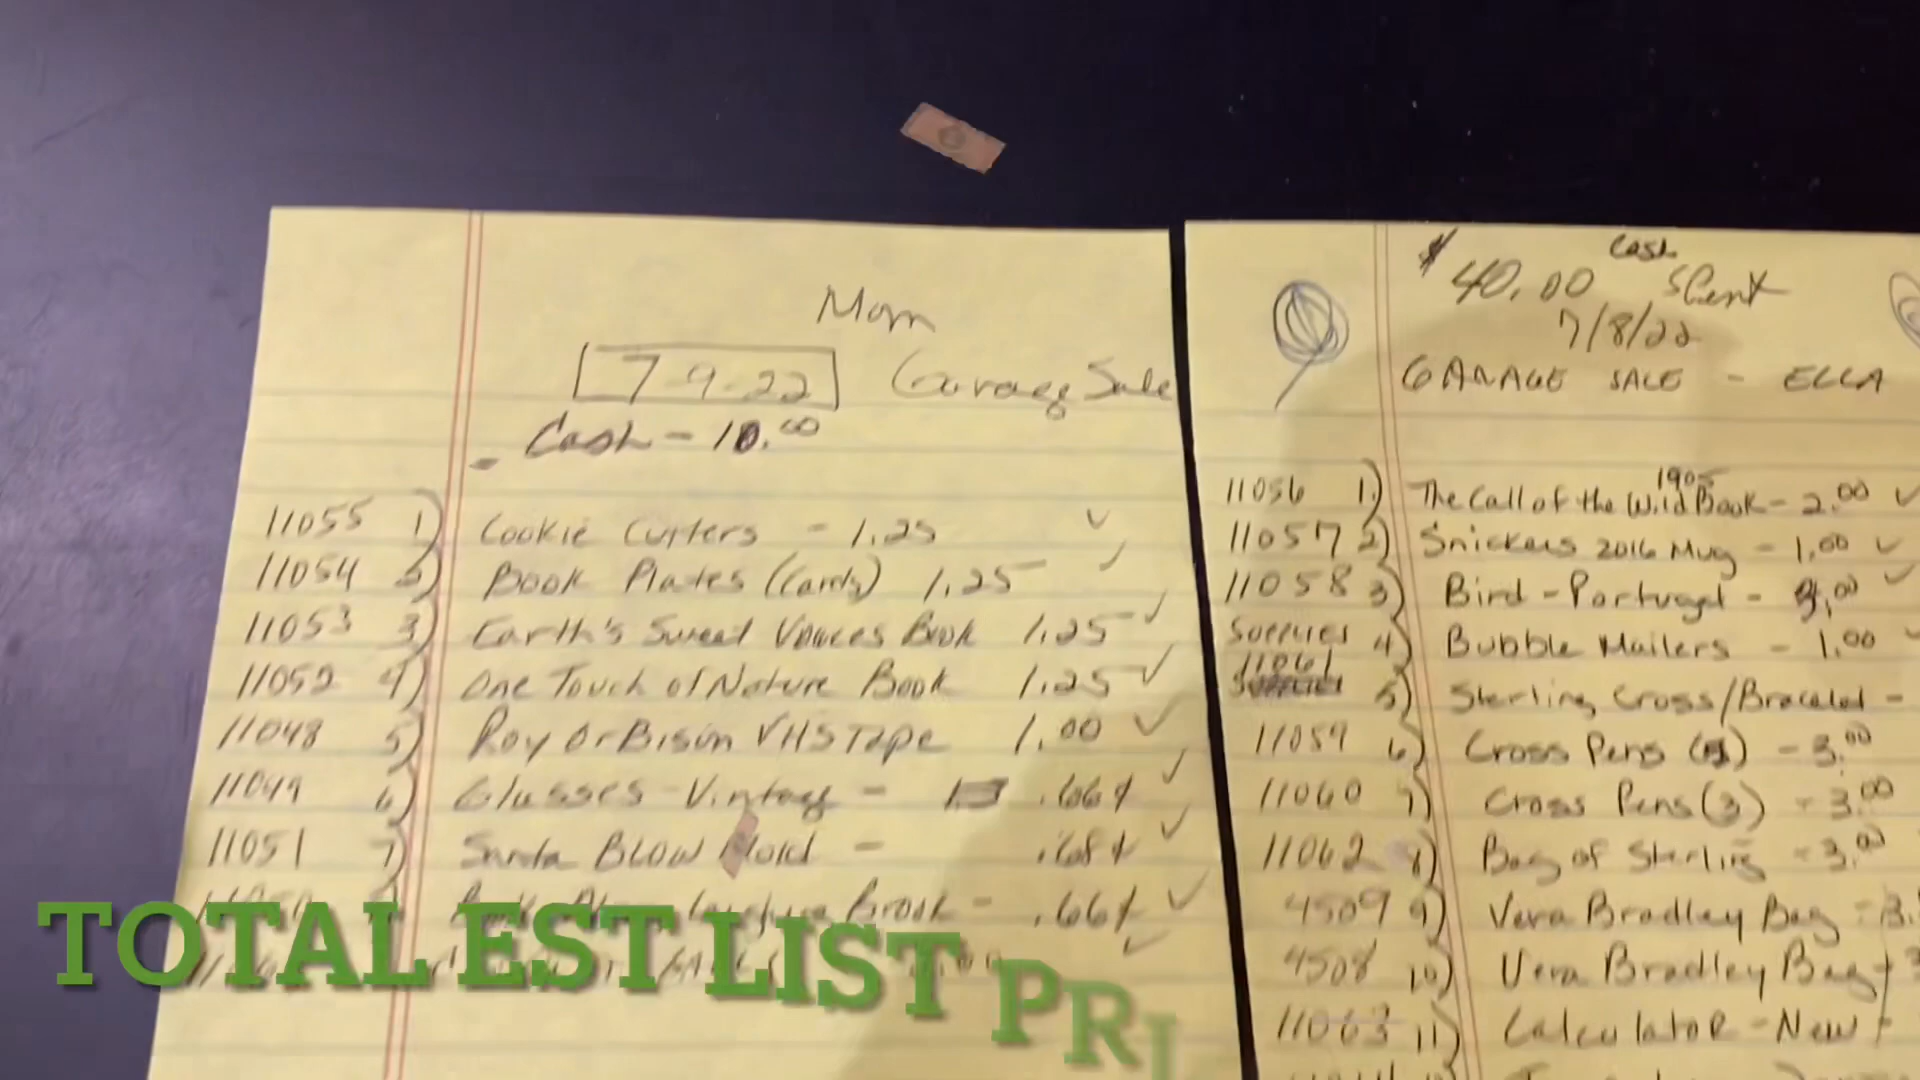 Mom
7-9-22 Garage Sale
Cash - 10.00
11055 1) Cookie Cutters - 1.25 ✓
11054 2) Book Plates (Cards) 1.25 ✓
11053 3) Earth's Sweet Voices Book 1.25 ✓
11052 4) One Touch of Nature Book 1.25 ✓
11048 5) Roy OrBison VHS Tape 1.00 ✓
11049 6) Glasses - Vintage - .66¢ ✓
11051 7) Santa BLOW Mold - .68¢ ✓
Brook - .66¢ ✓
$40.00 Cash Spent
7/8/22
GARAGE SALE - ELLA
11056 1) The Call of the Wild 1905 Book - 2.00 ✓
11057 2) Snickers 2016 Mug - 1.00 ✓
11058 3) Bird - Portugal -
Supplies 4) Bubble Mailers - 1.00
11061 5) Sterling Cross/Bracelet -
11059 6) Cross Pens - 3.00
11060 7) Cross Pens (3) - 3.00
11062 8) Bag of Sterling - 3.00
4509 9) Vera Bradley Bag - 3.
4508 10) Vera Bradley Bag - 3
11063 11) Calculator - New -
TOTAL EST LIST PRI